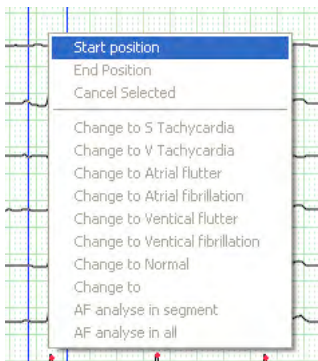 Start position
End Position
Cancel Selected
Change to S Tachycardia
Change to V Tachycardia
Change to Atrial flutter
Change to Atrial fibrillation
Change to Ventical flutter
Change to Ventical fibrillation
Change to Normal
Change to
AF analyse in segment
AF analyse in all